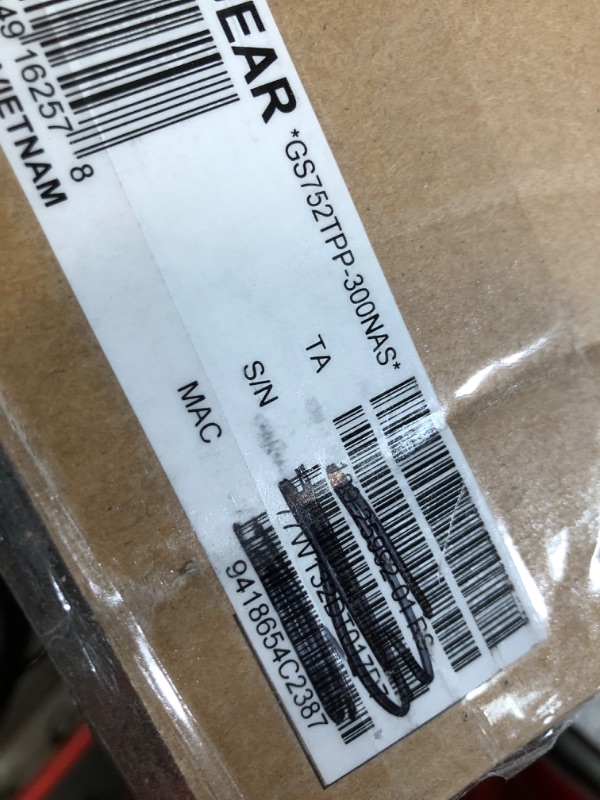 49 16257 8
VIETNAM
EAR
*GS752TPP-300NAS*
TA
S/N
MAC
9418654C2387